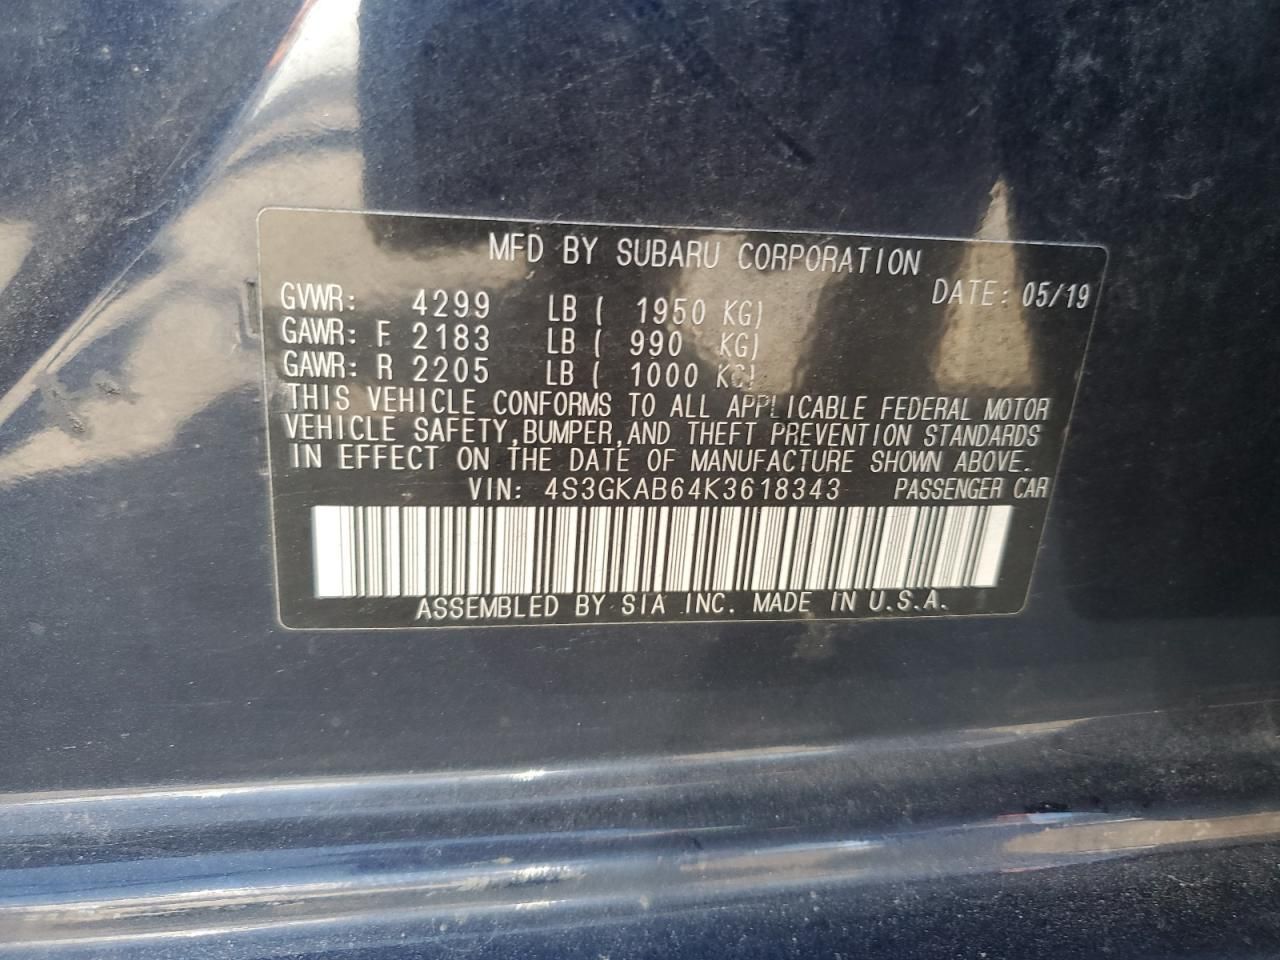 MFD BY SUBARU CORPORATION
DATE: 05/19
GVWR: 4299 LB ( 1950 KG)
GAWR: F 2183 LB ( 990 KG)
GAWR: R 2205 LB ( 1000 KG)
THIS VEHICLE CONFORMS TO ALL APPLICABLE FEDERAL MOTOR
VEHICLE SAFETY,BUMPER,AND THEFT PREVENTION STANDARDS
IN EFFECT ON THE DATE OF MANUFACTURE SHOWN ABOVE.
VIN: 4S3GKAB64K3618343 PASSENGER CAR
ASSEMBLED BY SIA INC. MADE IN U.S.A.